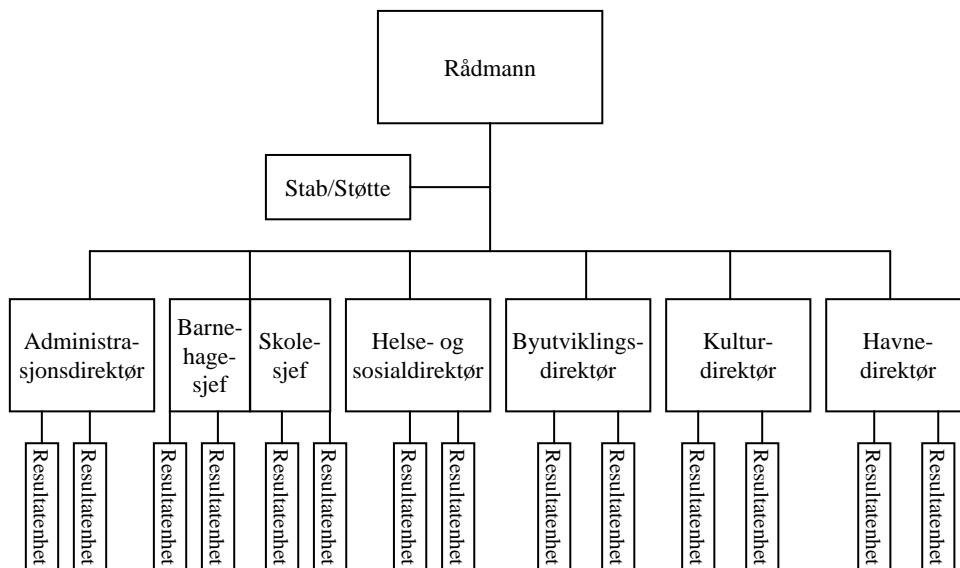 Rådmann
Stab/Støtte
Administra-
sjonsdirektør
Barne-
hage-
sjef
Skole-
sjef
Helse- og
sosialdirektør
Byutviklings-
direktør
Kultur-
direktør
Havne-
direktør
Resultatenhet
Resultatenhet
Resultatenhet
Resultatenhet
Resultatenhet
Resultatenhet
Resultatenhet
Resultatenhet
Resultatenhet
Resultatenhet
Resultatenhet
Resultatenhet
Resultatenhet
Resultatenhet